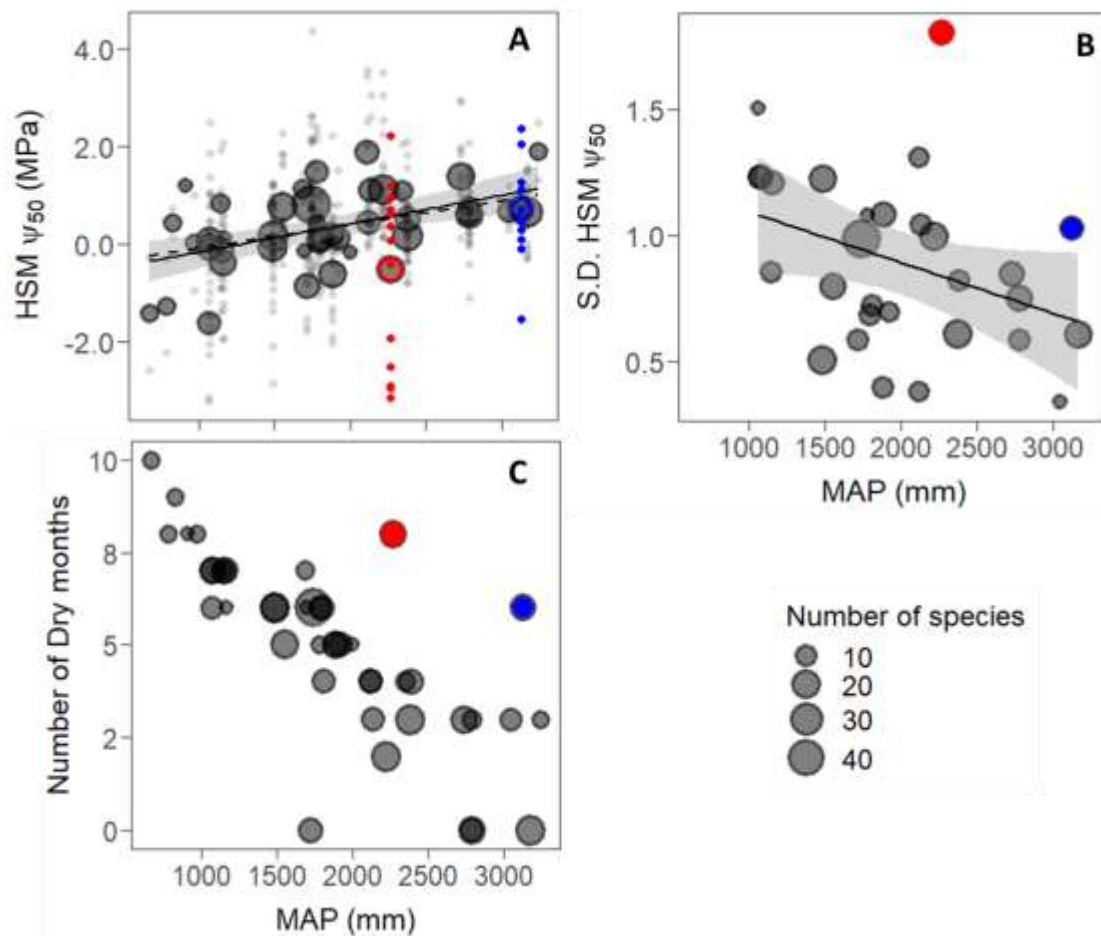 A
HSM ψ50 (MPa)
4.0
2.0
0.0
-2.0
B
S.D. HSM ψ50
1.5
1.0
0.5
1000 1500 2000 2500 3000
MAP (mm)
C
Number of Dry months
10
8
5
2
0
1000 1500 2000 2500 3000
MAP (mm)
Number of species
10
20
30
40